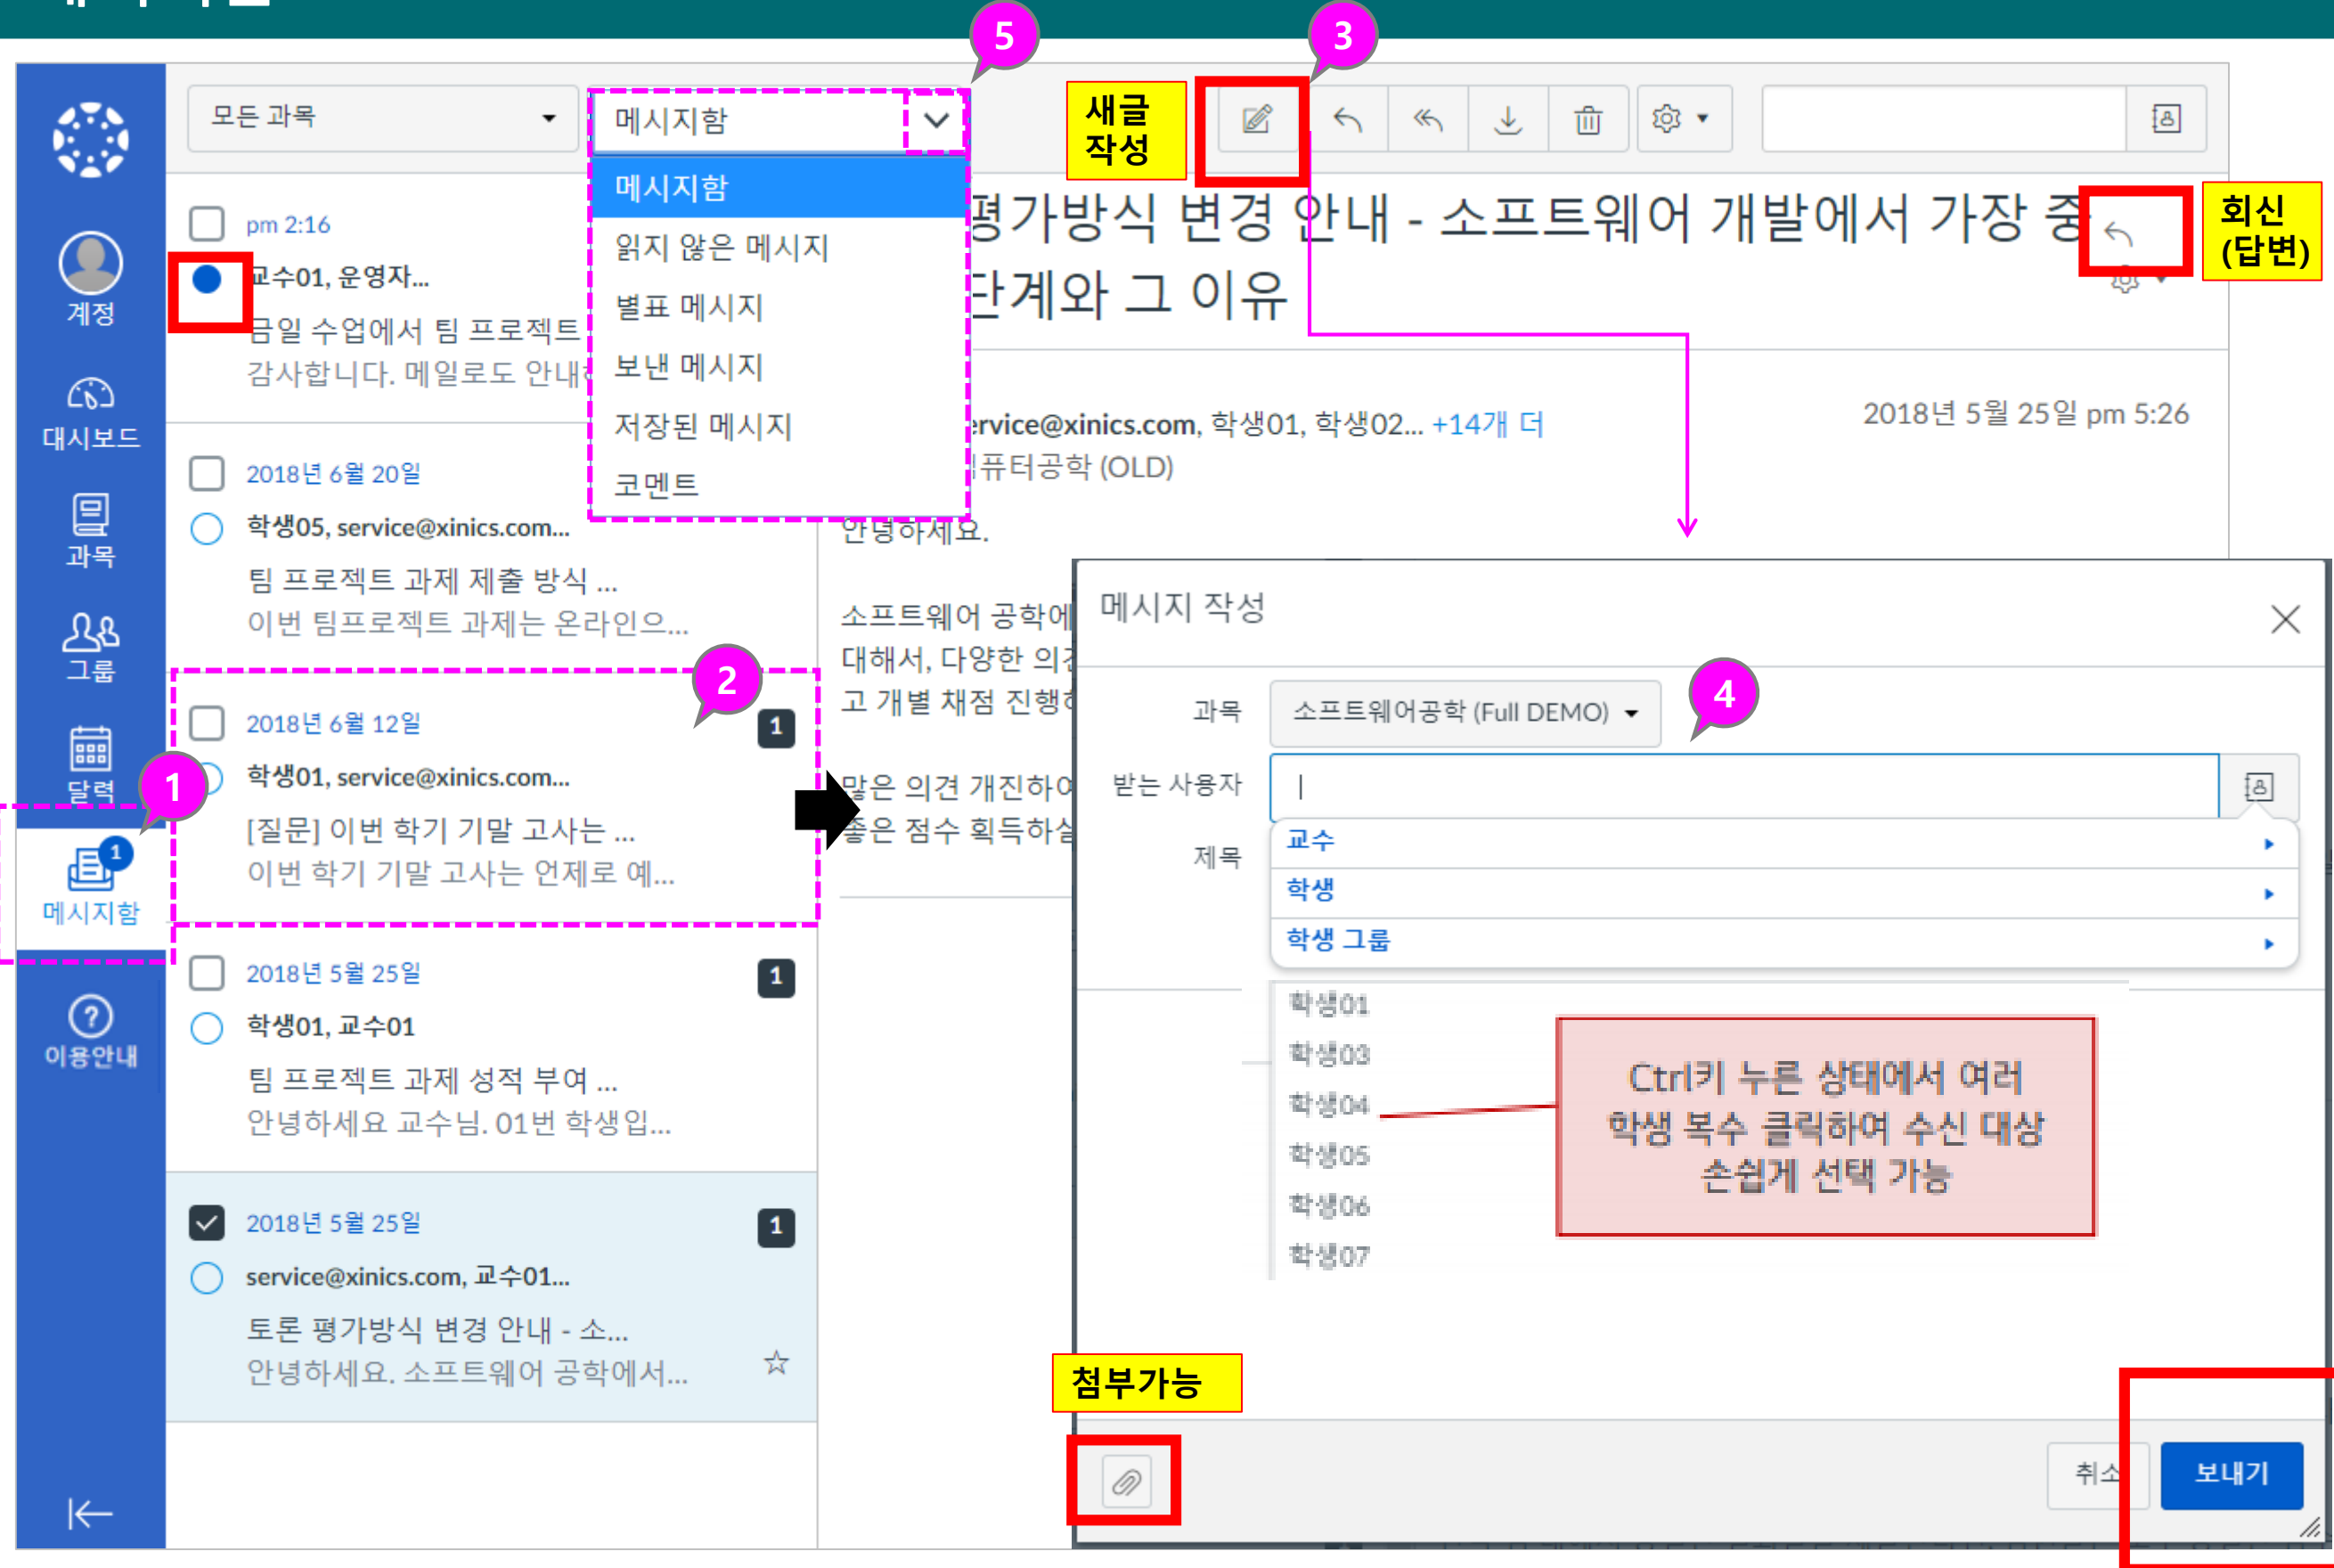 5
3
모든 과목
메시지함
새글
작성
메시지함
읽지 않은 메시지
별표 메시지
보낸 메시지
저장된 메시지
코멘트
계정
대시보드
과목
그룹
달력
1
1
메시지함
이용안내
pm 2:16
교수01, 운영자...
금일 수업에서 팀 프로젝트
감사합니다. 메일로도 안내
2018년 6월 20일
학생05, service@xinics.com...
팀 프로젝트 과제 제출 방식 ...
이번 팀프로젝트 과제는 온라인으...
2
2018년 6월 12일
1
학생01, service@xinics.com...
[질문] 이번 학기 기말 고사는 ...
이번 학기 기말 고사는 언제로 예...
2018년 5월 25일
1
학생01, 교수01
팀 프로젝트 과제 성적 부여 ...
안녕하세요 교수님. 01번 학생입...
2018년 5월 25일
1
service@xinics.com, 교수01...
토론 평가방식 변경 안내 - 소...
안녕하세요. 소프트웨어 공학에서...
평가방식 변경 안내 - 소프트웨어 개발에서 가장 중
단계와 그 이유
회신
(답변)
ervice@xinics.com, 학생01, 학생02... +14개 더
2018년 5월 25일 pm 5:26
퓨터공학 (OLD)
안녕하세요.
소프트웨어 공학에
대해서, 다양한 의견
고 개별 채점 진행
많은 의견 개진하여
좋은 점수 획득하실
메시지 작성
4
과목
소프트웨어공학 (Full DEMO)
받는 사용자
제목
교수
학생
학생 그룹
학생01
학생03
학생04
학생05
학생06
학생07
Ctrl키 누른 상태에서 여러
학생 복수 클릭하여 수신 대상
손쉽게 선택 가능
첨부가능
취소
보내기